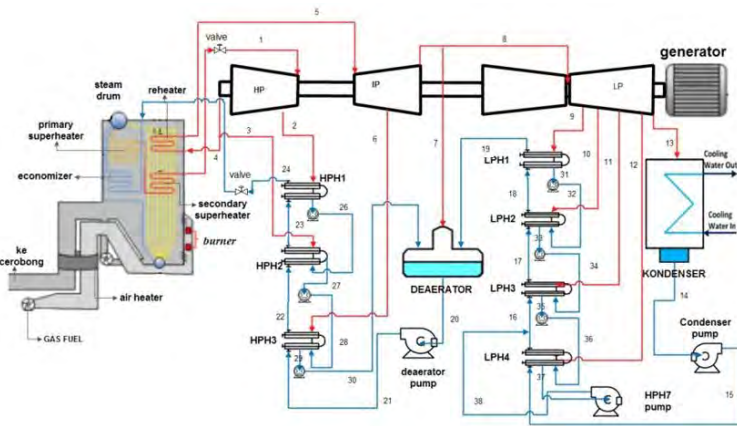 5
valve
1
8
generator
HP
IP
LP
steam
drum
reheater
primary
superheater
3
4
2
6
7
9
10
11
12
13
Cooling
Water Out
economizer
valve
24
HPH1
19
LPH1
31
18
32
26
secondary
superheater
burner
23
LPH2
33
Cooling
Water In
ke
cerobong
HPH2
17
34
KONDENSER
27
DEAERATOR
LPH3
35
14
air heater
22
16
36
Condenser
pump
HPH3
28
20
LPH4
GAS FUEL
29
30
deaerator
pump
37
HPH7
pump
21
38
15